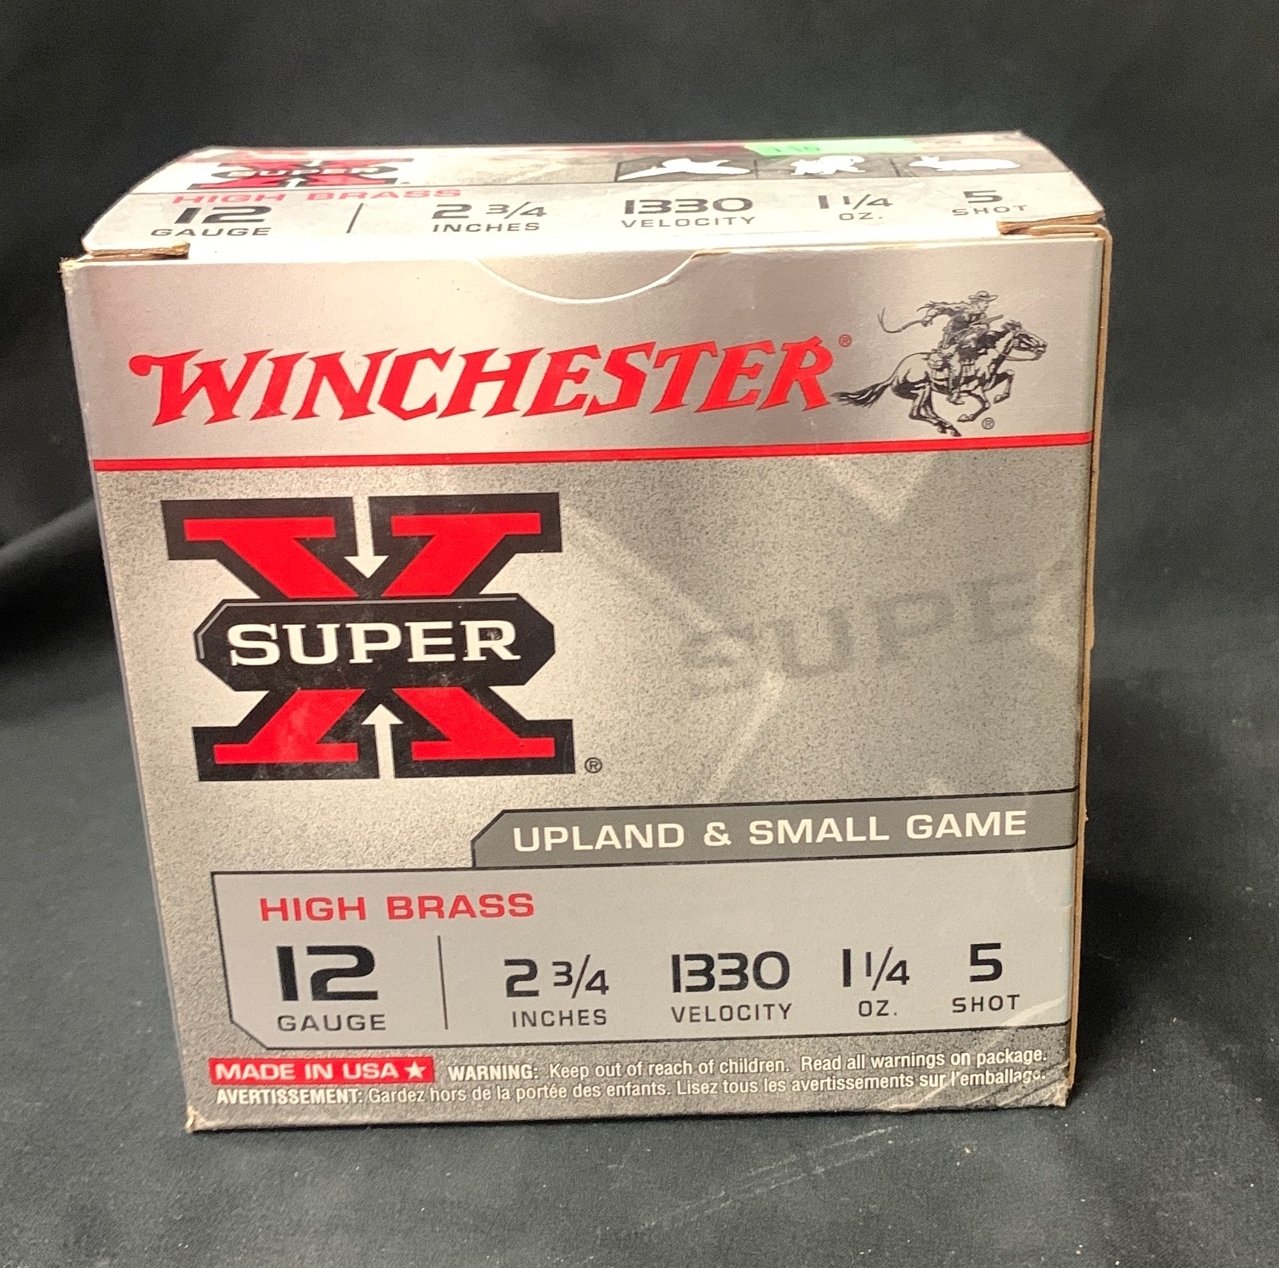 SUPER
HIGH BRASS
12 2 3/4 1330 1 1/4 5
GAUGE INCHES VELOCITY OZ. SHOT
WINCHESTER®
®
X
SUPER
®
SUPE
UPLAND & SMALL GAME
HIGH BRASS
12 2 3/4 1330 1 1/4 5
GAUGE INCHES VELOCITY OZ. SHOT
MADE IN USA ★ WARNING: Keep out of reach of children. Read all warnings on package.
AVERTISSEMENT: Gardez hors de la portée des enfants. Lisez tous les avertissements sur l'emballage.